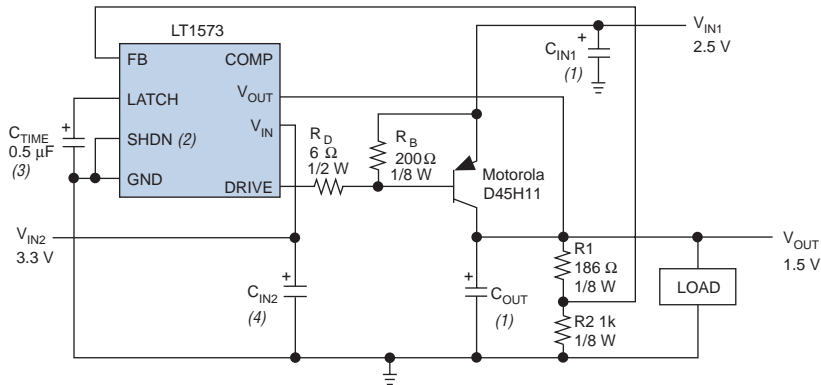 LT1573
FB
COMP
LATCH
V_OUT
V_IN
SHDN (2)
GND
DRIVE
C_TIME
0.5 µF
(3)
R_D
6 Ω
1/2 W
R_B
200Ω
1/8 W
Motorola
D45H11
C_IN1
(1)
V_IN1
2.5 V
V_IN2
3.3 V
C_IN2
(4)
C_OUT
(1)
R1
186 Ω
1/8 W
R2 1k
1/8 W
LOAD
V_OUT
1.5 V
+
+
+
+